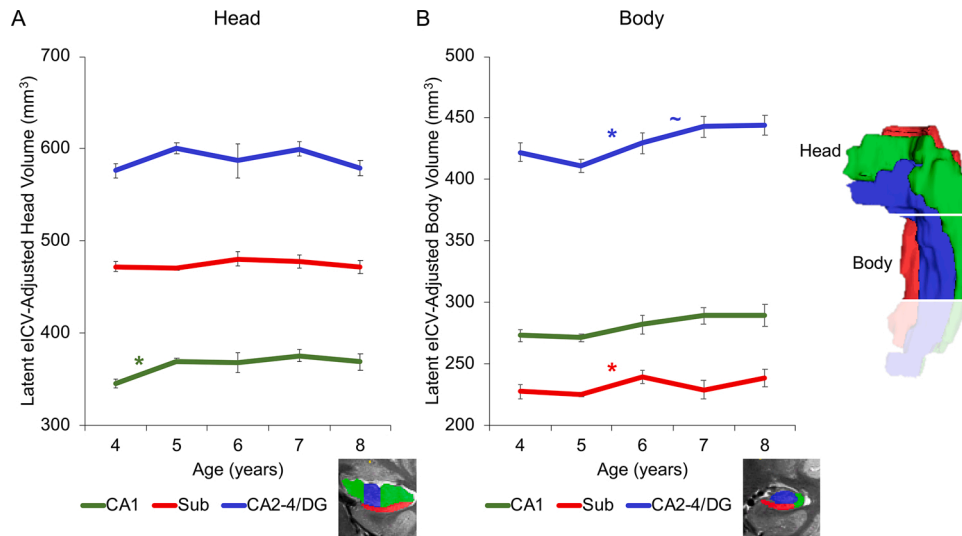 A
Head
Latent eICV-Adjusted Head Volume (mm³)
700
600
500
400
300
*
4 5 6 7 8
Age (years)
CA1 Sub CA2-4/DG
B
Body
Latent eICV-Adjusted Body Volume (mm³)
500
450
400
350
300
250
200
* ~
*
4 5 6 7 8
Age (years)
CA1 Sub CA2-4/DG
Head
Body